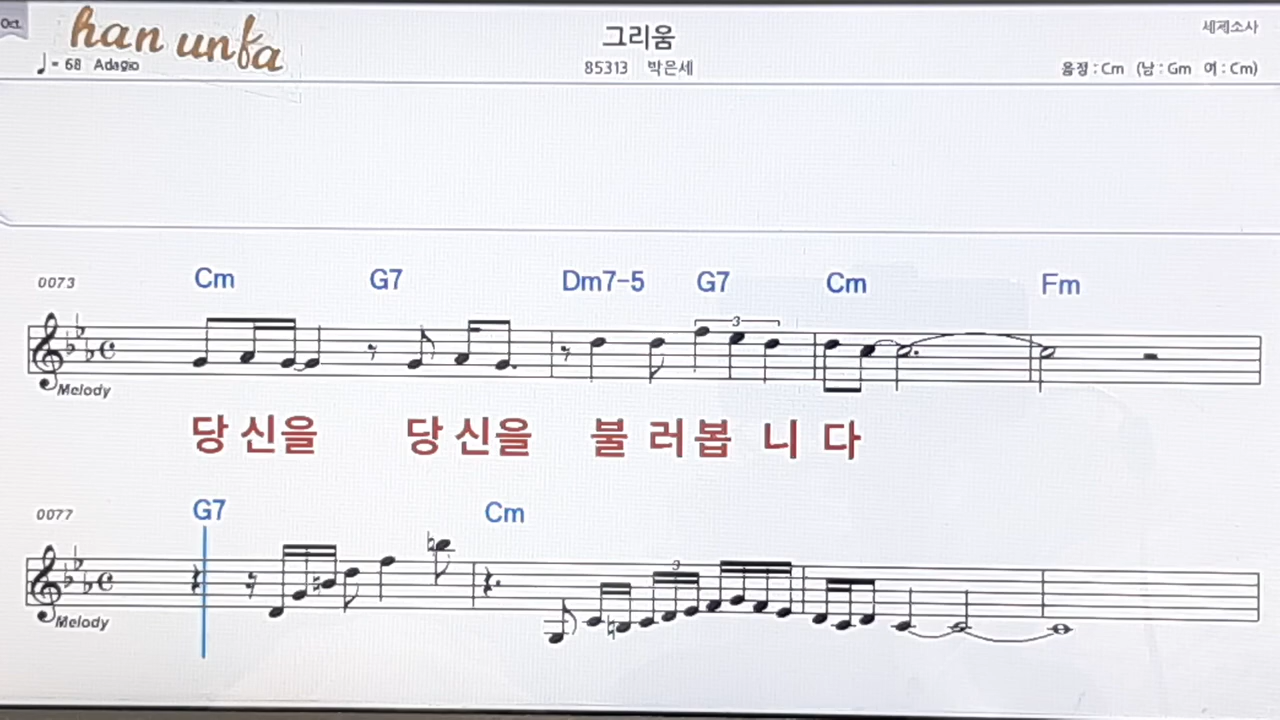 Oct.
han unfa
그리움
세제소사
♩= 68 Adagio
85313 박은세
음정 : Cm (남 : Gm 여 : Cm)
0073 Cm G7 Dm7-5 G7 Cm Fm
3
Melody
당신을 당신을 불러봅니다
0077 G7 Cm
3
Melody